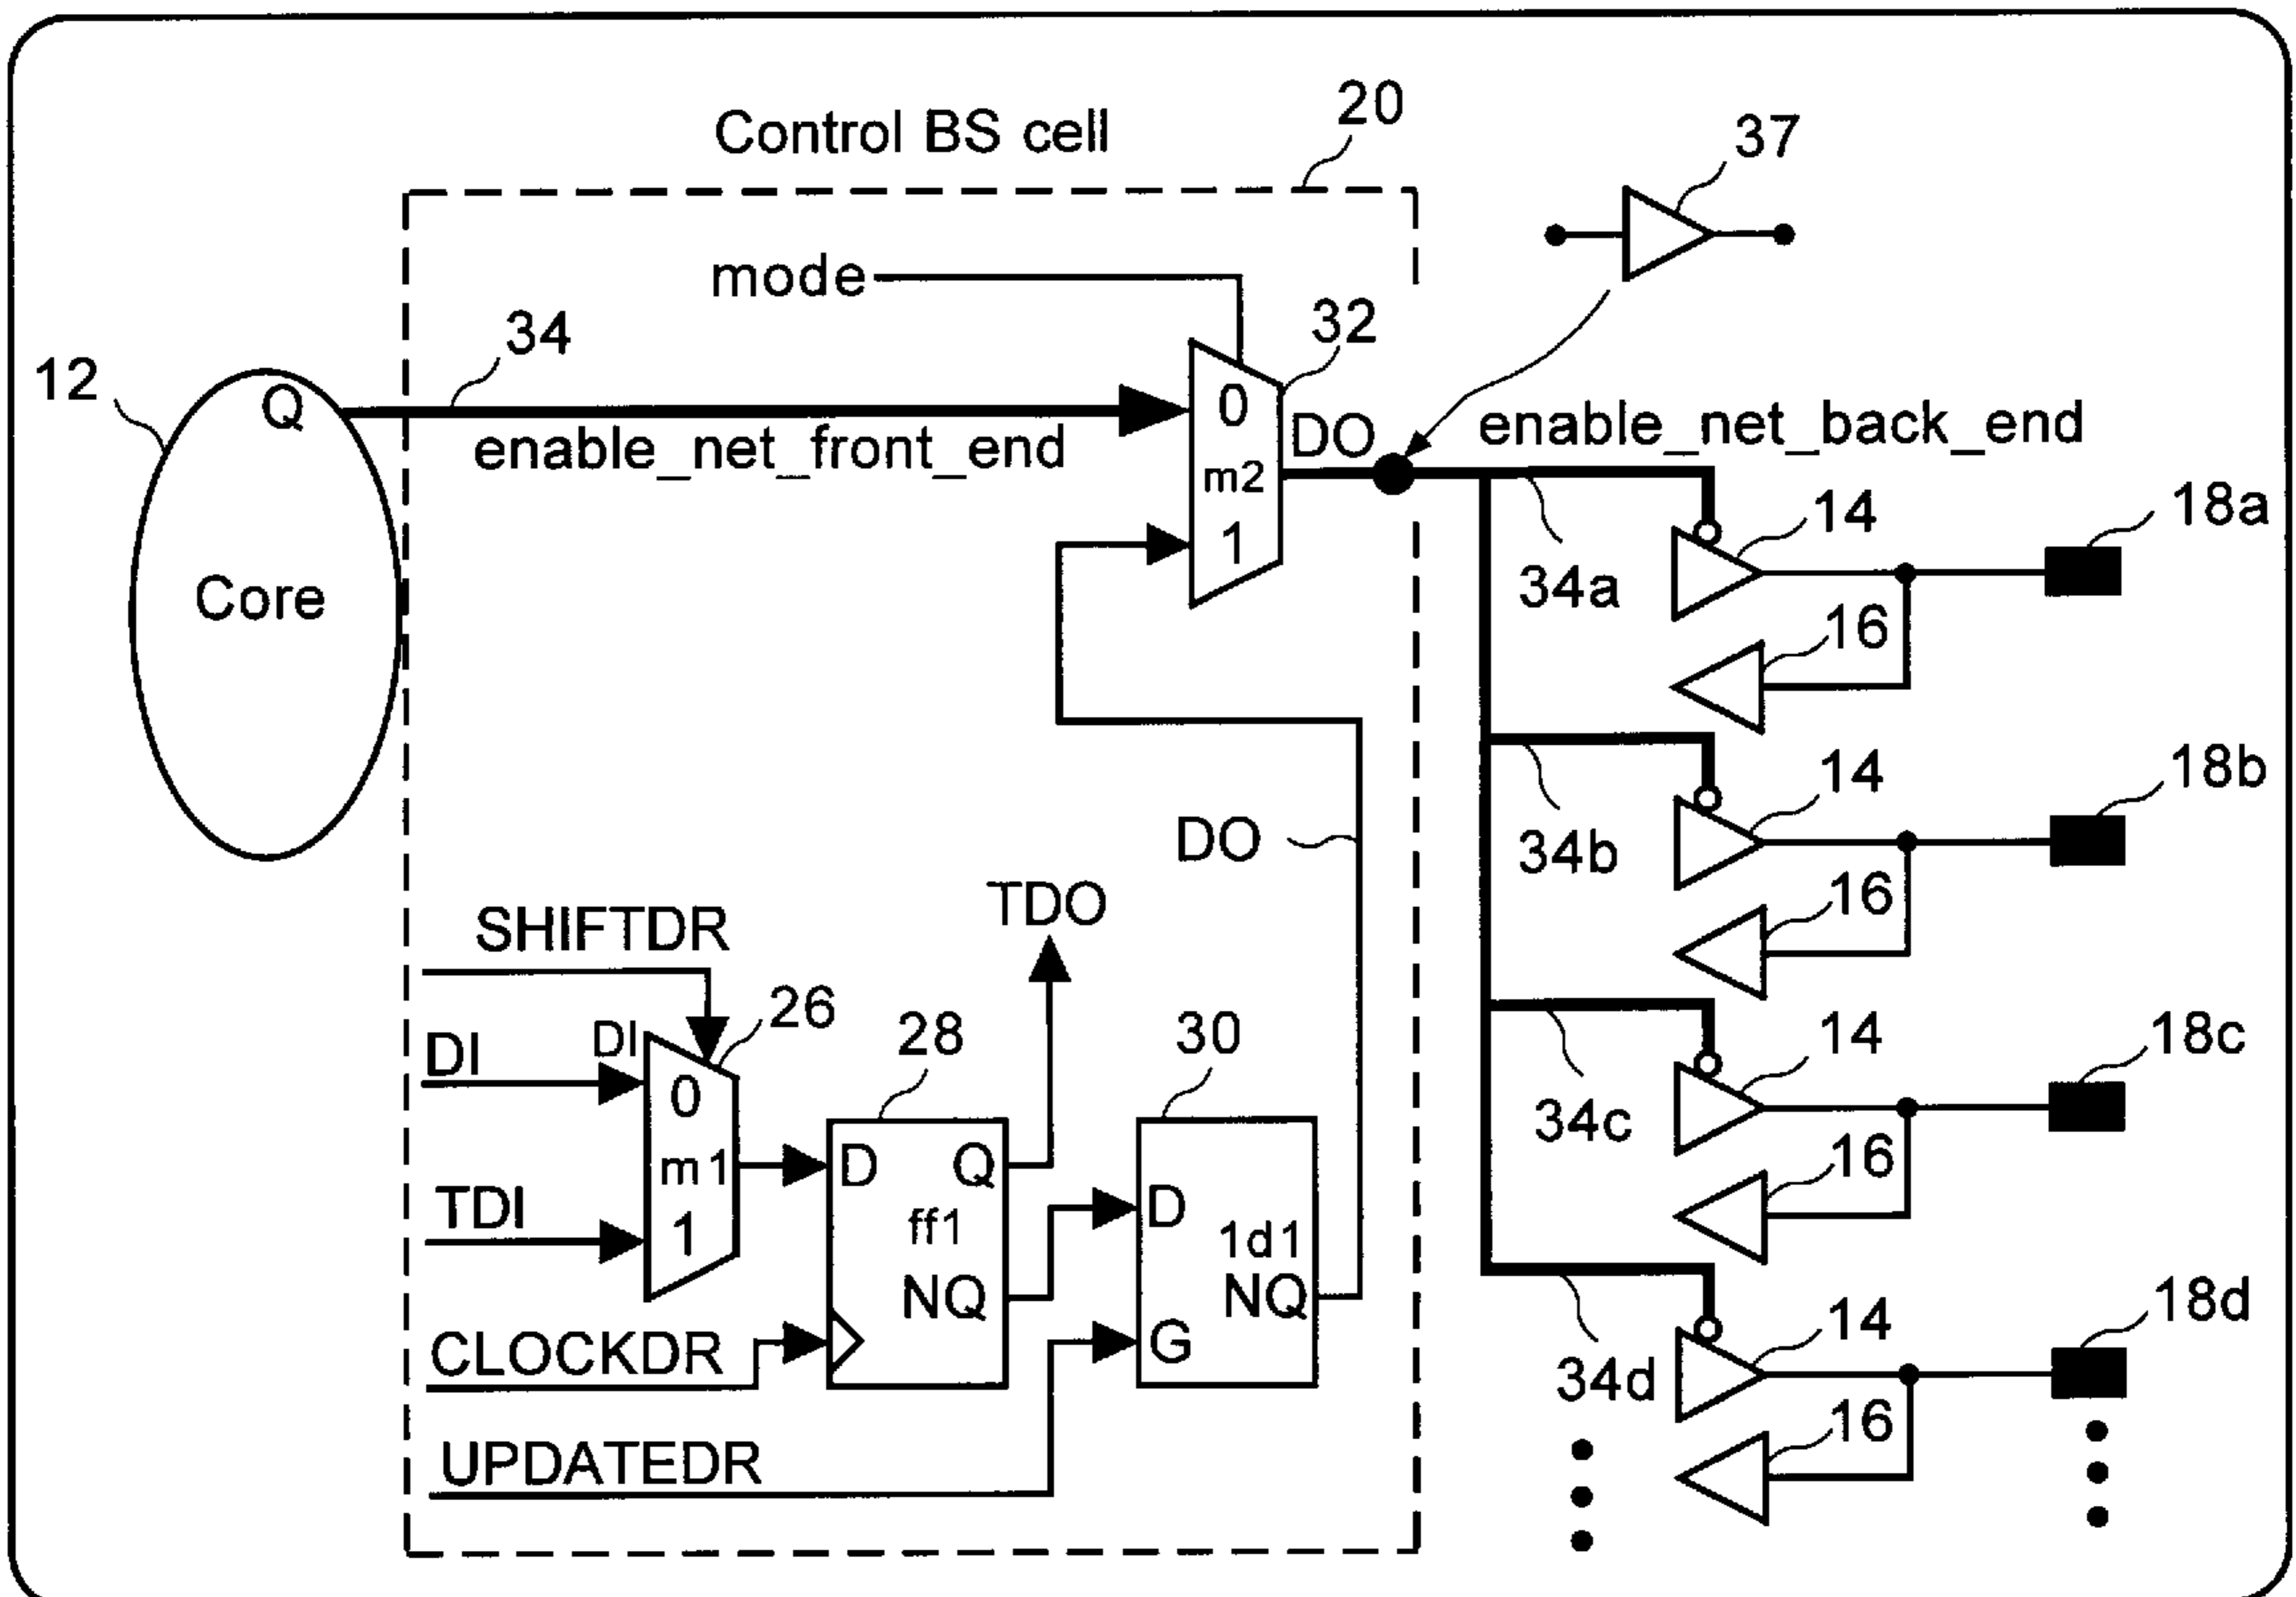 Control BS cell
20
37
mode
34
32
12
Q
0
DO
enable_net_back_end
enable_net_front_end
m2
14
18a
1
34a
Core
16
14
18b
DO
34b
16
TDO
SHIFTDR
26
28
30
14
18c
DI
DI
0
34c
m1
D
Q
16
TDI
1
ff1
D
1d1
NQ
NQ
14
18d
CLOCKDR
G
34d
16
UPDATEDR